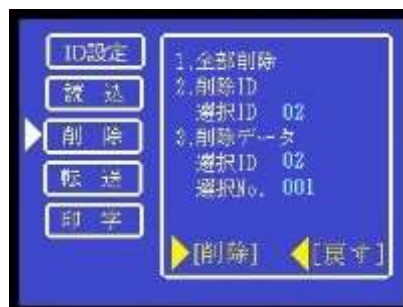 ID設定
読込
削除
転送
印字
1.全部削除
2.削除ID
選択ID 02
3.削除データ
選択ID 02
選択No. 001
[削除] [戻す]